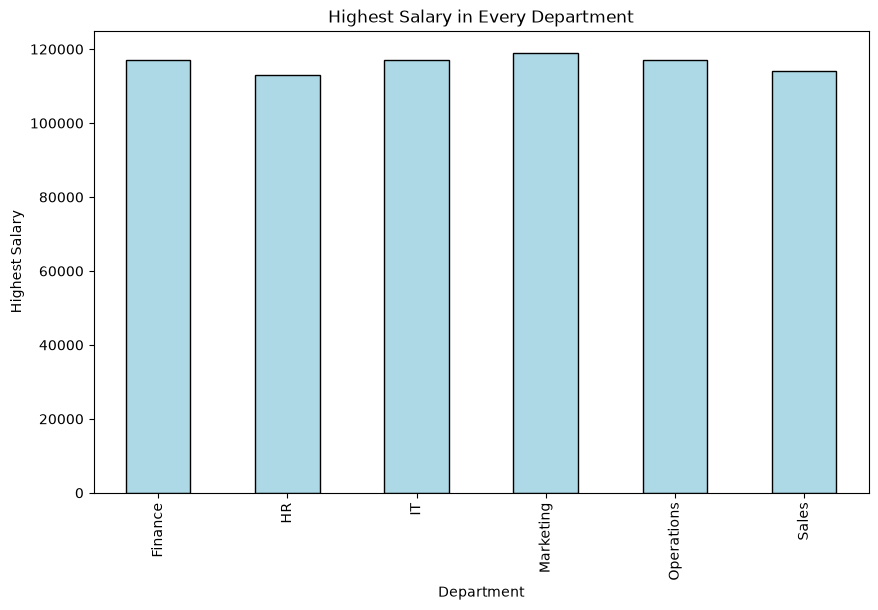 Highest Salary in Every Department
120000
100000
80000
60000
40000
20000
0
Highest Salary
Finance
HR
IT
Marketing
Operations
Sales
Department